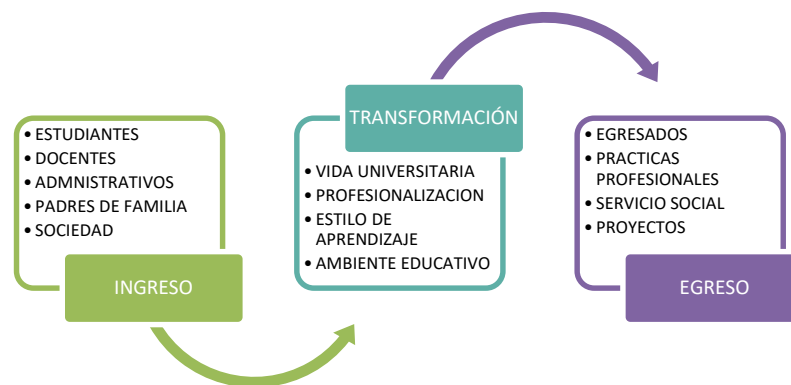 • ESTUDIANTES
• DOCENTES
• ADMNISTRATIVOS
• PADRES DE FAMILIA
• SOCIEDAD
INGRESO
TRANSFORMACIÓN
• VIDA UNIVERSITARIA
• PROFESIONALIZACION
• ESTILO DE
APRENDIZAJE
• AMBIENTE EDUCATIVO
• EGRESADOS
• PRACTICAS
PROFESIONALES
• SERVICIO SOCIAL
• PROYECTOS
EGRESO